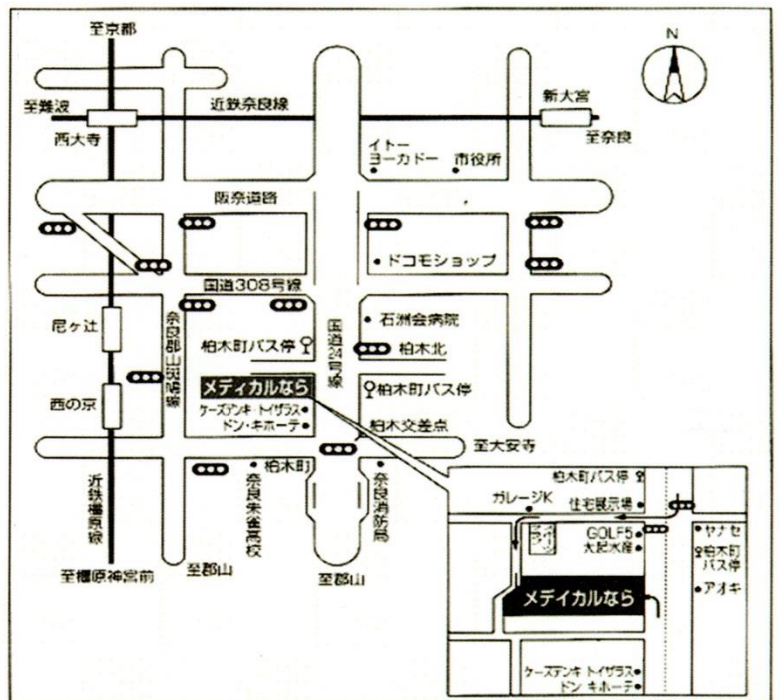 至京都
N
至難波
近鉄奈良線
新大宮
西大寺
至奈良
イトー
ヨーカドー
市役所
阪奈道路
ドコモショップ
国道308号線
尼ヶ辻
奈良郡山斑鳩線
柏木町バス停
国道24号線
石洲会病院
柏木北
メディカルなら
柏木町バス停
西の京
ケーズデンキ・トイザラス
ドン・キホーテ
柏木交差点
至大安寺
柏木町
近鉄橿原線
奈良朱雀高校
奈良消防局
至橿原神宮前
至郡山
至郡山
柏木町バス停
ガレージK
住宅展示場
GOLF5
大起水産
ヤナセ
柏木町
バス停
アオキ
メディカルなら
ケーズデンキ トイザラス
ドン キホーテ